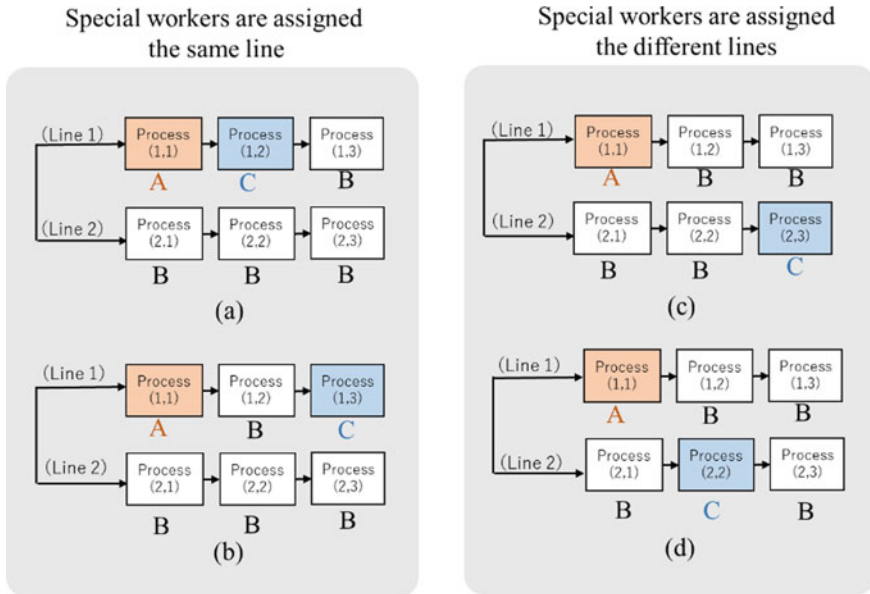 Special workers are assigned
the same line
(Line 1)
Process
(1,1)
Process
(1,2)
Process
(1,3)
A
C
B
(Line 2)
Process
(2,1)
Process
(2,2)
Process
(2,3)
B
B
B
(a)
(Line 1)
Process
(1,1)
Process
(1,2)
Process
(1,3)
A
B
C
(Line 2)
Process
(2,1)
Process
(2,2)
Process
(2,3)
B
B
B
(b)
Special workers are assigned
the different lines
(Line 1)
Process
(1,1)
Process
(1,2)
Process
(1,3)
A
B
B
(Line 2)
Process
(2,1)
Process
(2,2)
Process
(2,3)
B
B
C
(c)
(Line 1)
Process
(1,1)
Process
(1,2)
Process
(1,3)
A
B
B
(Line 2)
Process
(2,1)
Process
(2,2)
Process
(2,3)
B
C
B
(d)